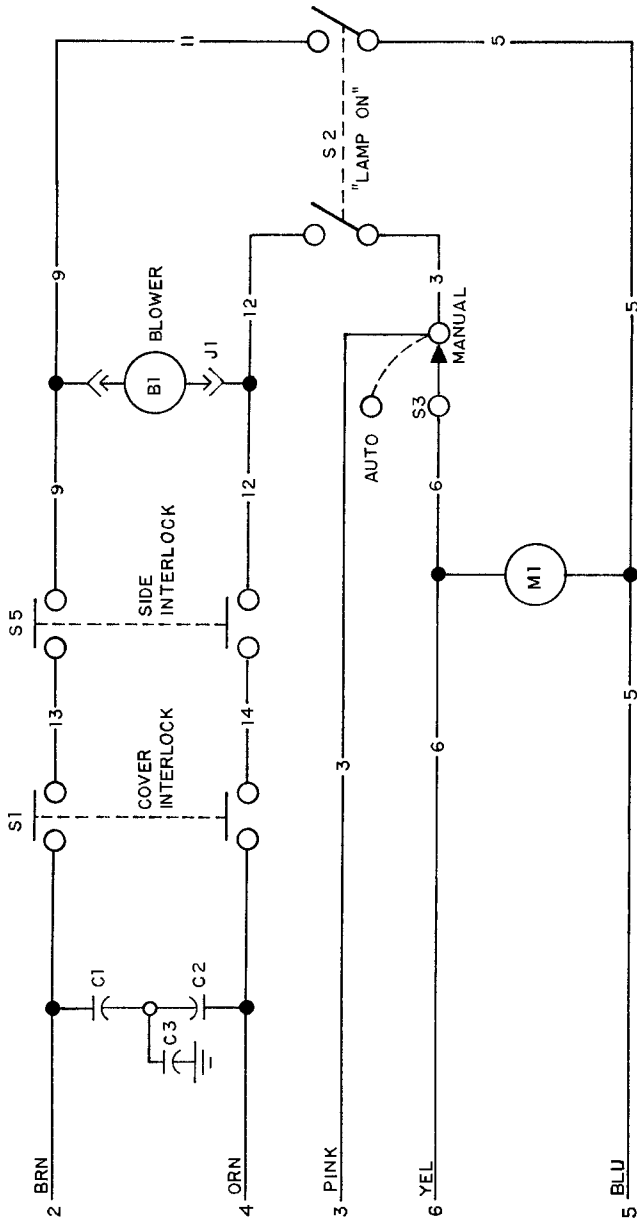 BRN
2
C1
C2
C3
ORN
4
S1
COVER
INTERLOCK
13
14
S5
SIDE
INTERLOCK
9
12
B1
BLOWER
J1
9
12
11
S2
"LAMP ON"
5
3
PINK
3
3
AUTO
MANUAL
S3
6
YEL
6
6
M1
BLU
5
5
5